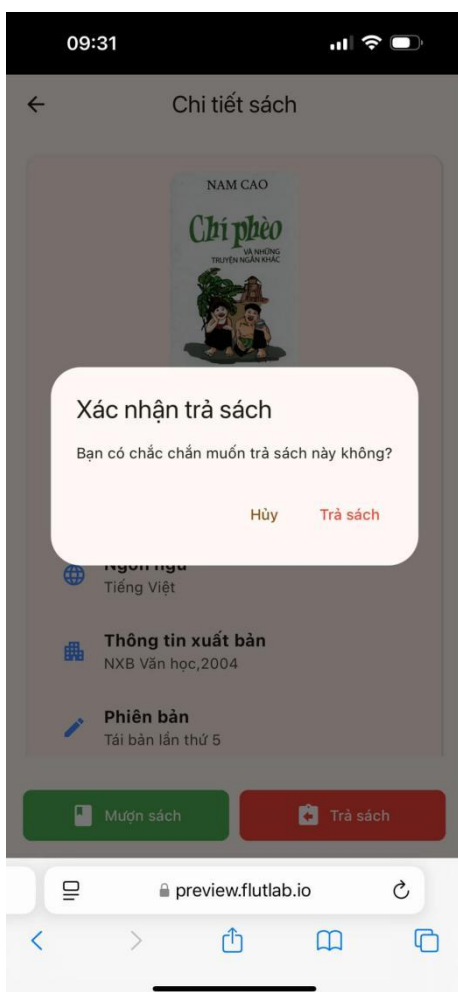 09:31
Chi tiết sách
NAM CAO
Chí phèo
VÀ NHỮNG
TRUYỆN NGẮN KHÁC
Xác nhận trả sách
Bạn có chắc chắn muốn trả sách này không?
Hủy Trả sách
Ngôn ngữ
Tiếng Việt
Thông tin xuất bản
NXB Văn học,2004
Phiên bản
Tái bản lần thứ 5
Mượn sách Trả sách
preview.flutlab.io